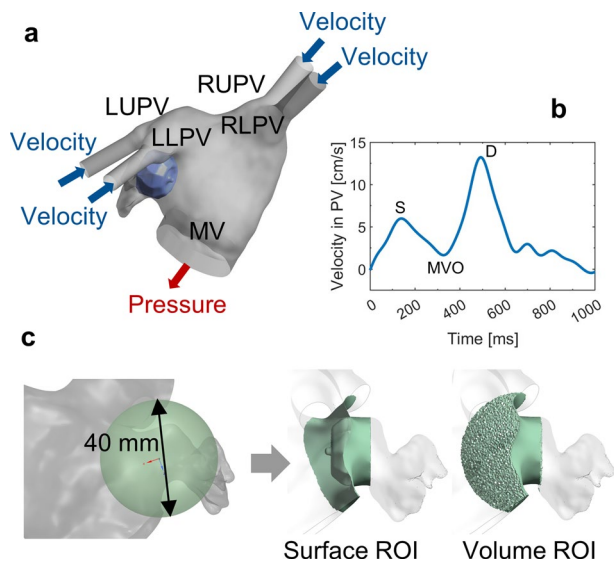 a
Velocity
Velocity
RUPV
LUPV
RLPV
LLPV
Velocity
Velocity
MV
Pressure
b
Velocity in PV [cm/s]
15
10
5
0
S
D
MVO
0 200 400 600 800 1000
Time [ms]
c
40 mm
Surface ROI
Volume ROI